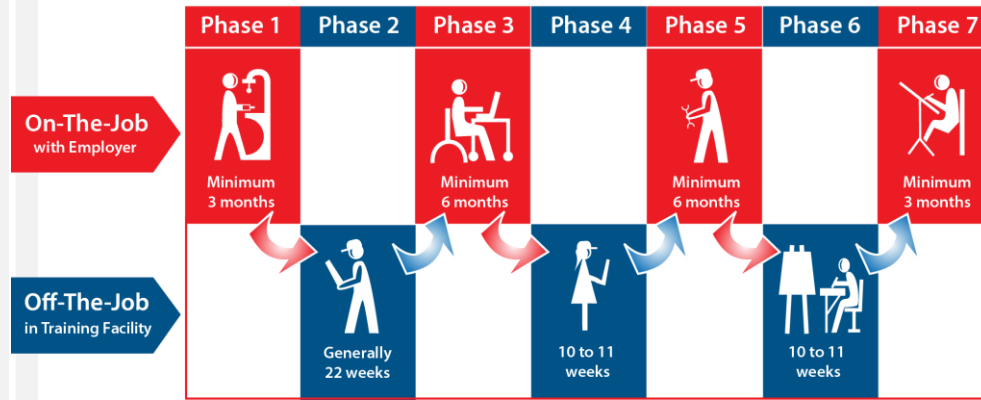 Phase 1 Phase 2 Phase 3 Phase 4 Phase 5 Phase 6 Phase 7
On-The-Job
with Employer
Minimum
3 months
Minimum
6 months
Minimum
6 months
Minimum
3 months
Off-The-Job
in Training Facility
Generally
22 weeks
10 to 11
weeks
10 to 11
weeks